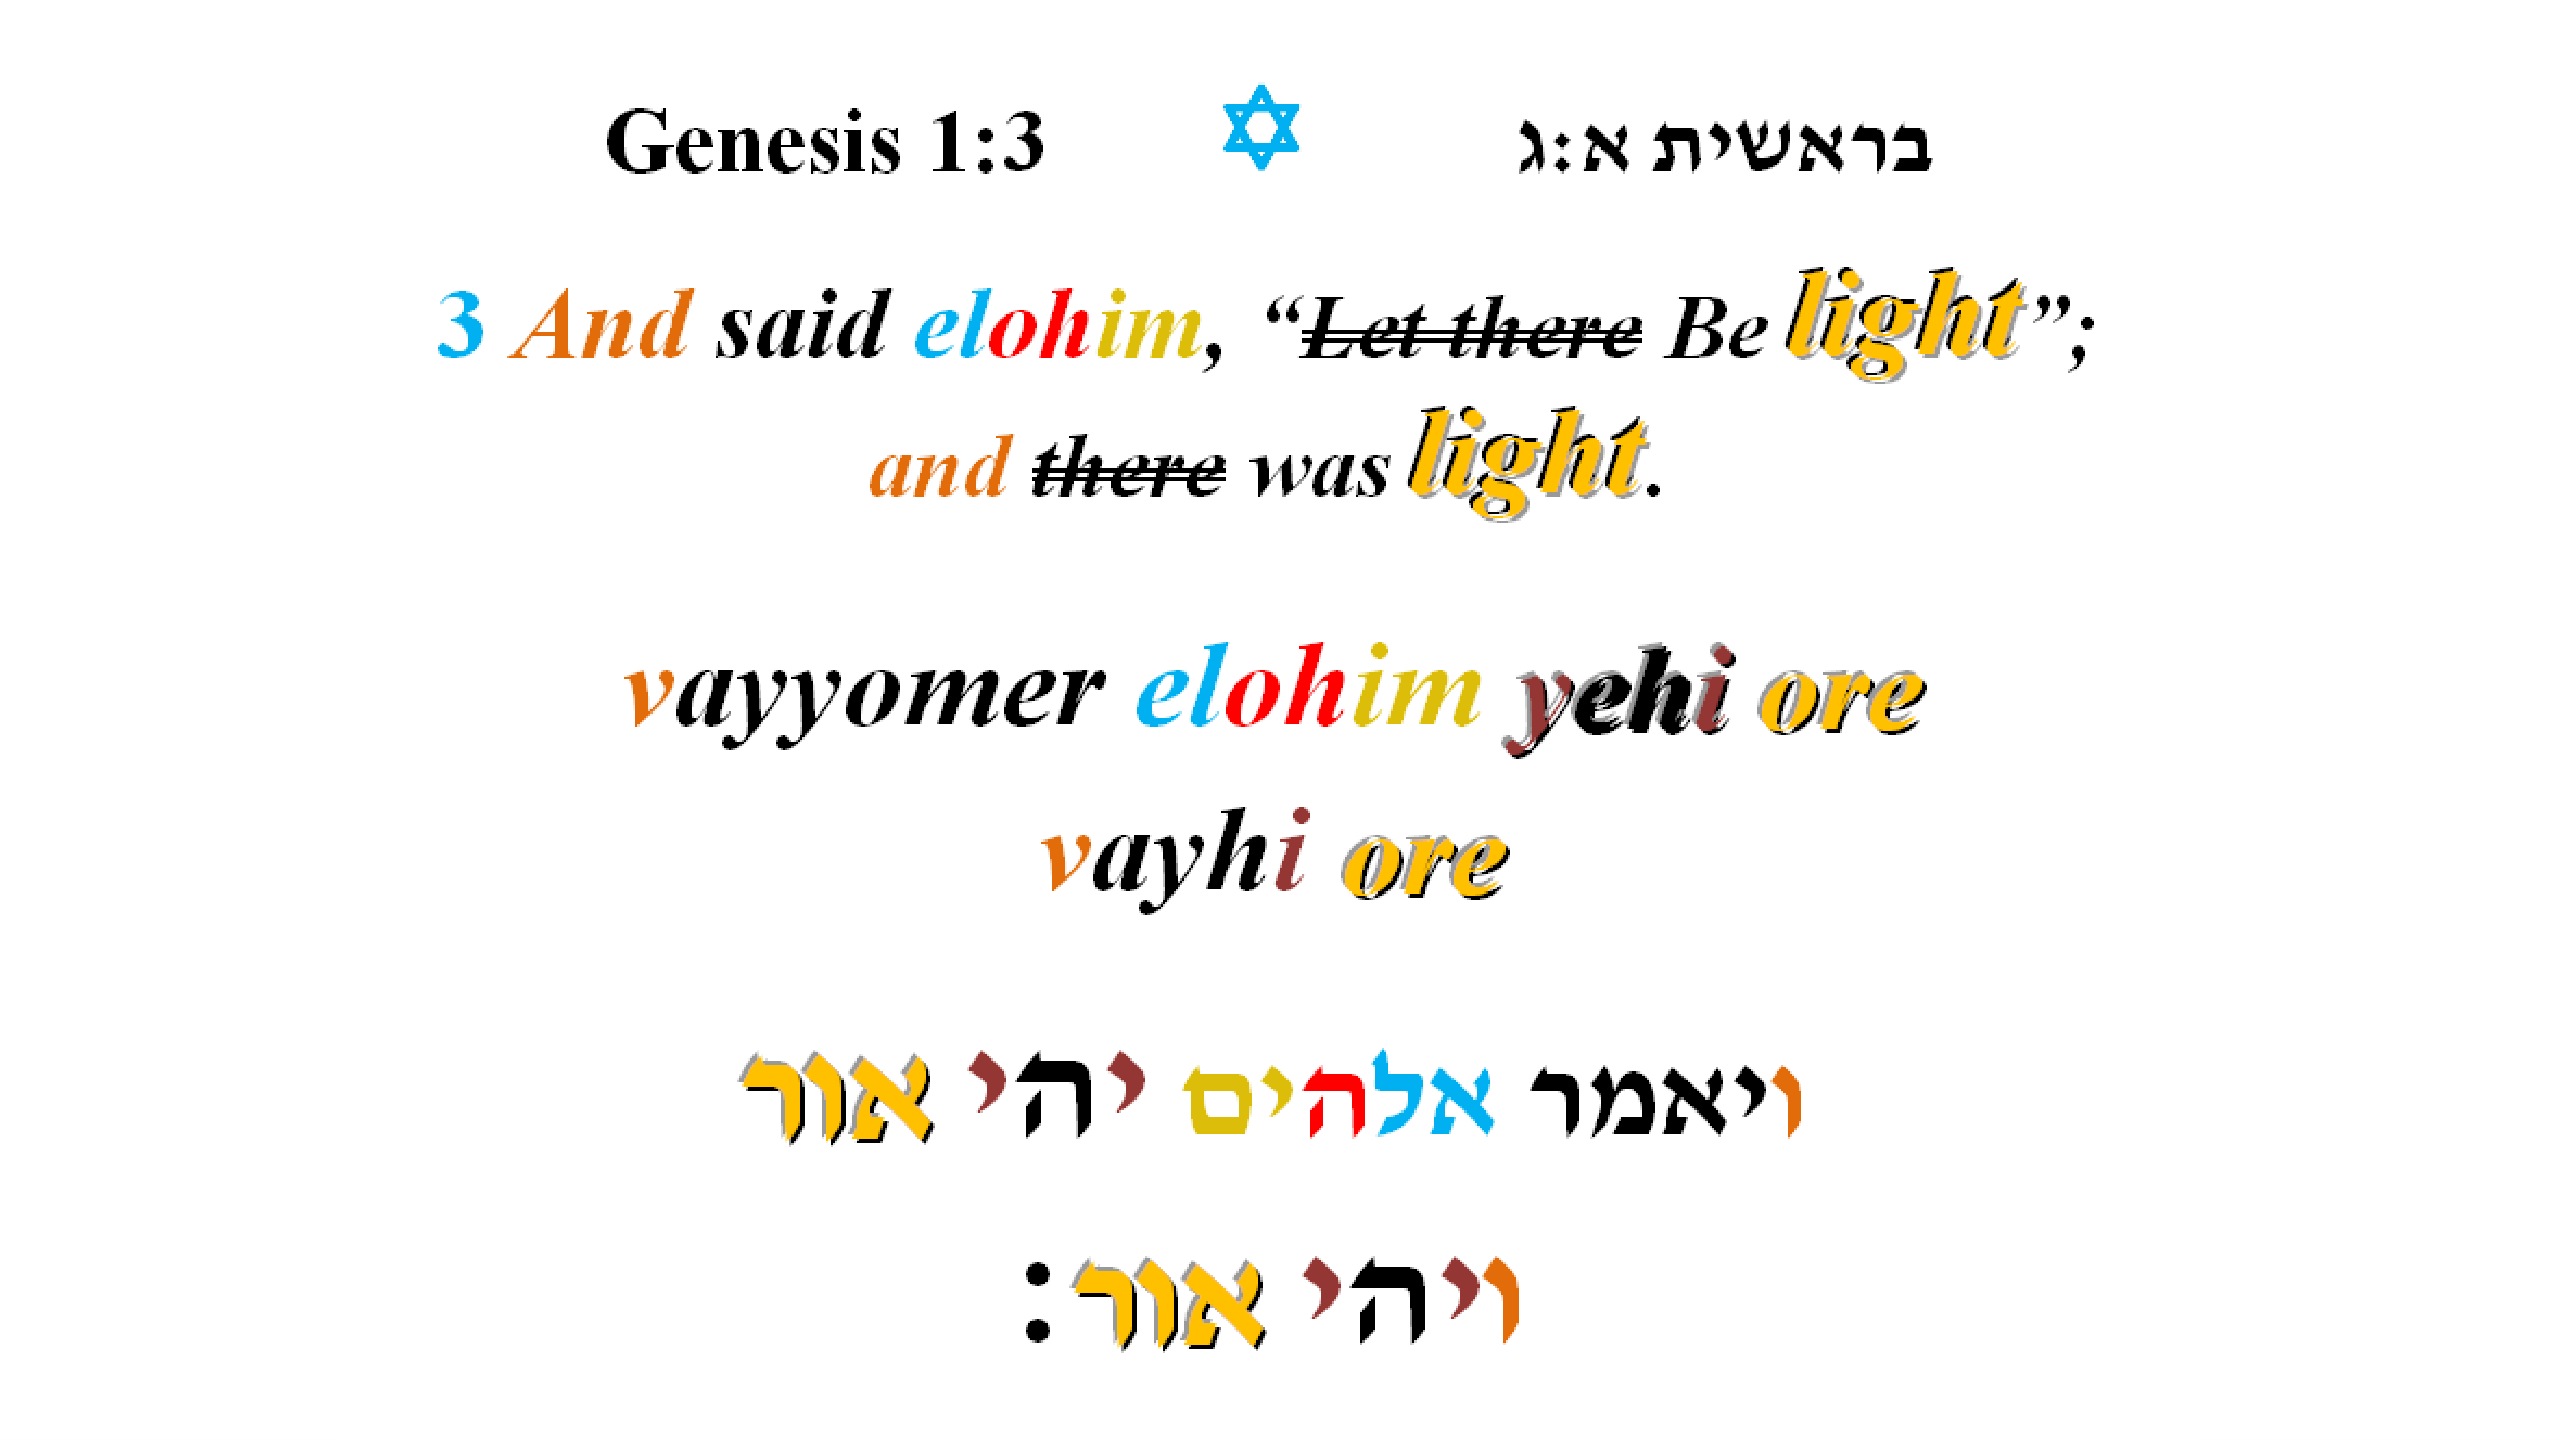 Genesis 1:3 ✡ בראשית א:ג
3 And said elohim, “~~Let there~~ Be light”;
and ~~there~~ was light.
vayyomer elohim yehi ore
vayhi ore
ויאמר אלהים יהי אור
ויהי אור: